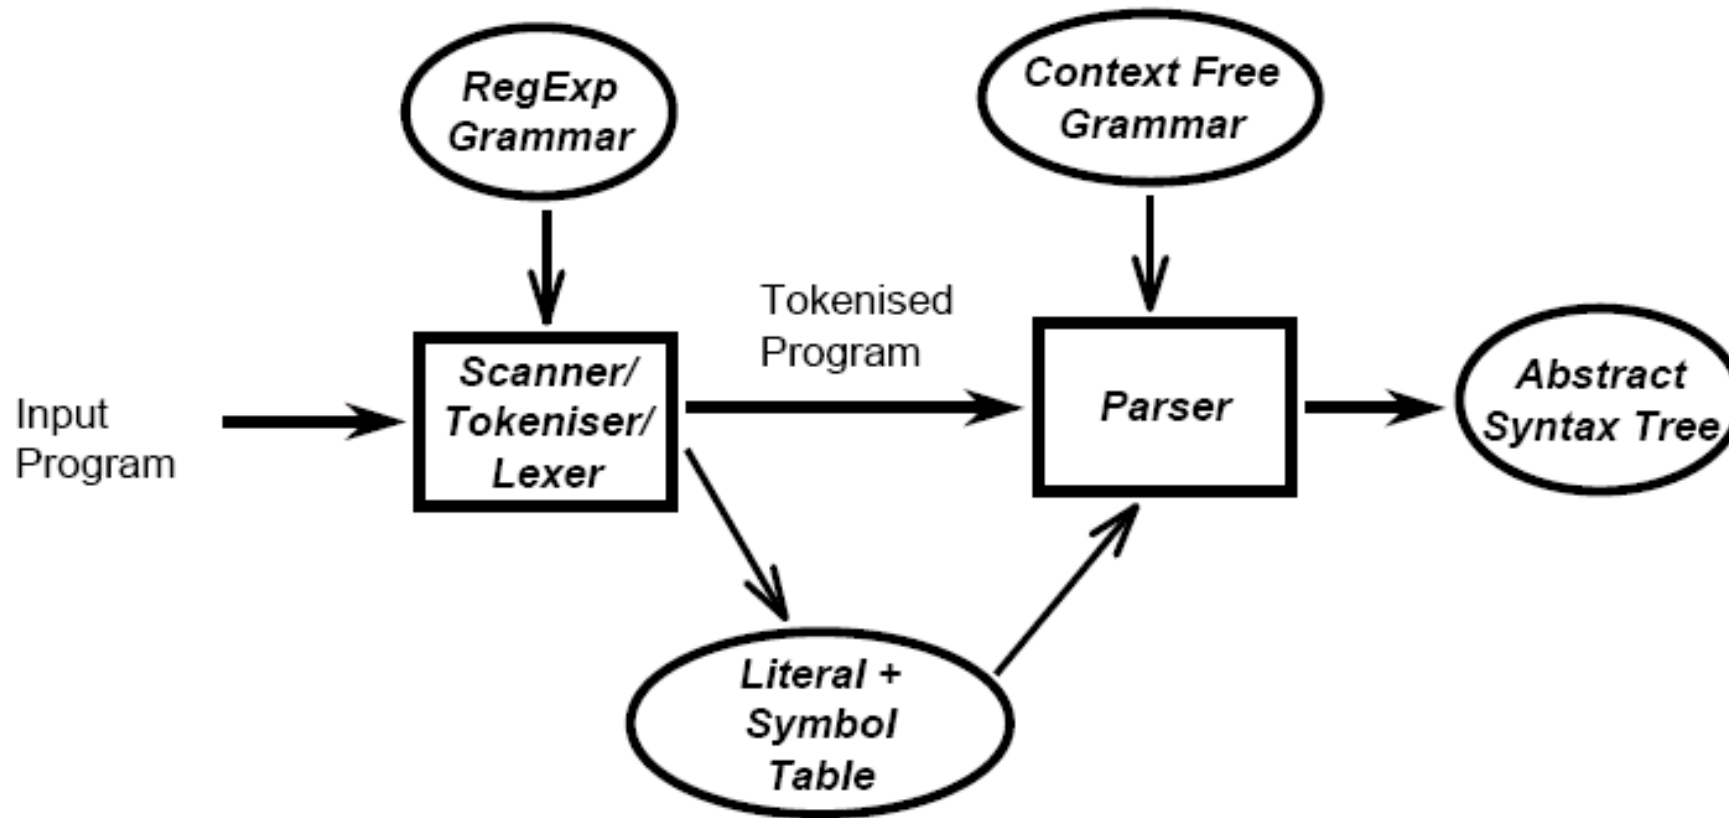 RegExp
Grammar
Context Free
Grammar
Tokenised
Program
Input
Program
Scanner/
Tokeniser/
Lexer
Parser
Abstract
Syntax Tree
Literal +
Symbol
Table